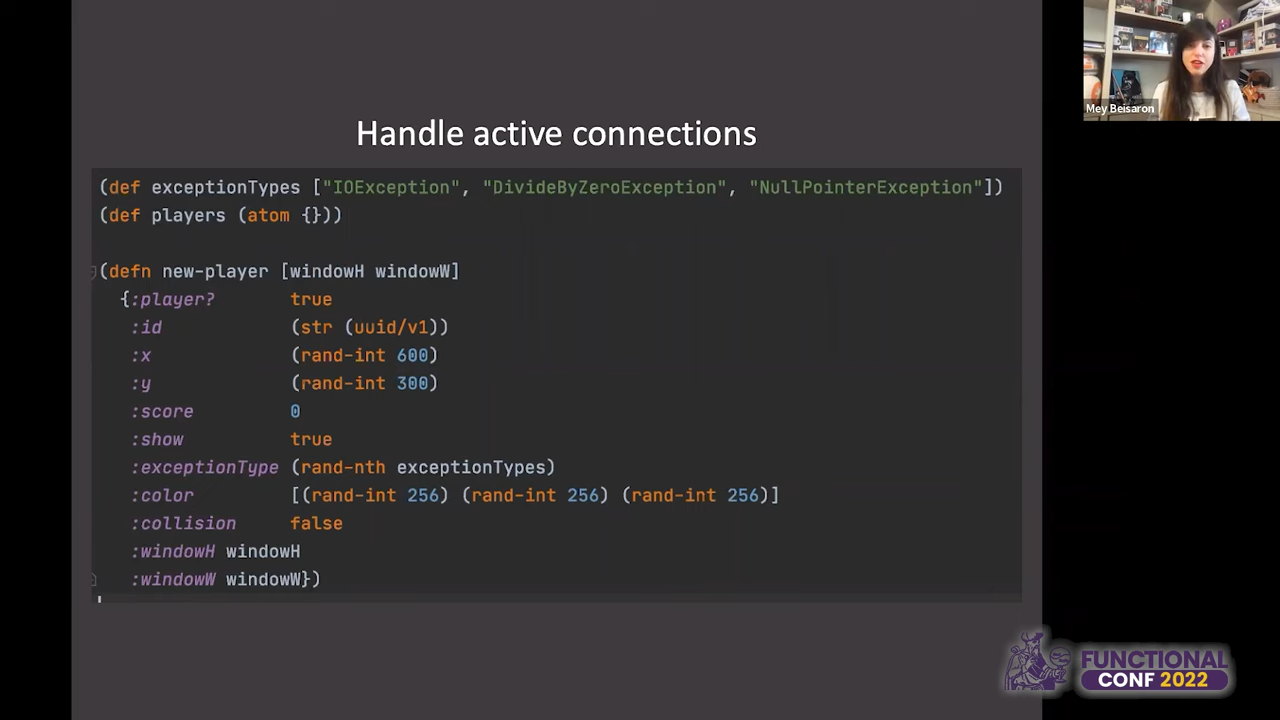 Handle active connections
(def exceptionTypes ["IOException", "DivideByZeroException", "NullPointerException"])
(def players (atom {}))
(defn new-player [windowH windowW]
{:player? true
:id (str (uuid/v1))
:x (rand-int 600)
:y (rand-int 300)
:score 0
:show true
:exceptionType (rand-nth exceptionTypes)
:color [(rand-int 256) (rand-int 256) (rand-int 256)]
:collision false
:windowH windowH
:windowW windowW})
Mey Beisaron
FUNCTIONAL
CONF 2022